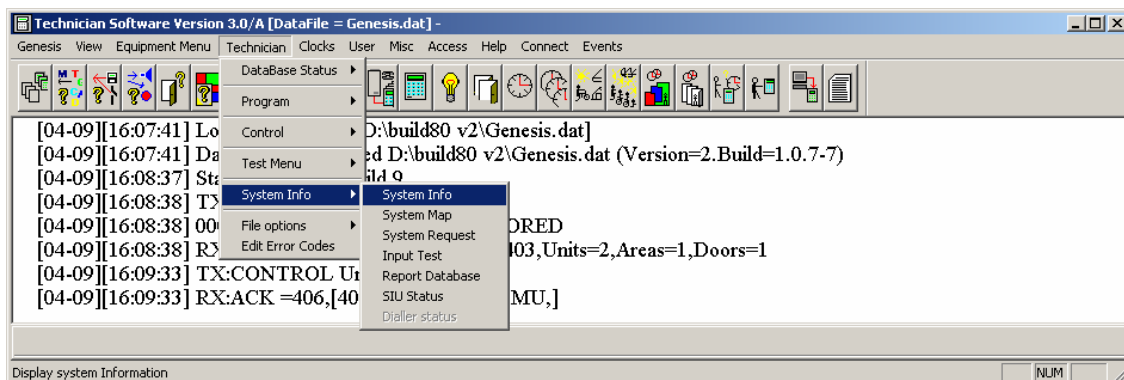 Technician Software Version 3.0/A [DataFile = Genesis.dat] -
Genesis View Equipment Menu Technician Clocks User Misc Access Help Connect Events
DataBase Status
Program
Control
Test Menu
System Info
File options
Edit Error Codes
System Info
System Map
System Request
Input Test
Report Database
SIU Status
Dialler status
[04-09][16:07:41] Lo D:\build80 v2\Genesis.dat]
[04-09][16:07:41] Da ed D:\build80 v2\Genesis.dat (Version=2.Build=1.0.7-7)
[04-09][16:08:37] Sta ild 9
[04-09][16:08:38] TX
[04-09][16:08:38] 00 ORED
[04-09][16:08:38] RX 403,Units=2,Areas=1,Doors=1
[04-09][16:09:33] TX:CONTROL Un
[04-09][16:09:33] RX:ACK =406,[40 MU,]
Display system Information
NUM